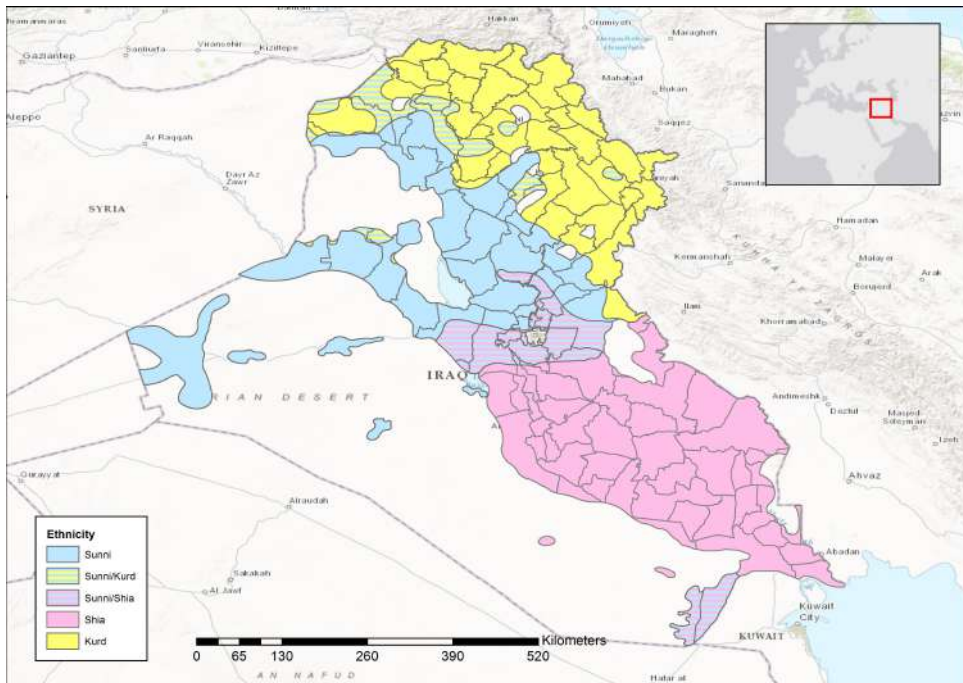 Hakkari
Orumiyeh
Maragheh
Gaziantep
Sanliurfa
Viransehir
Kiziltepe
Mahabad
Bukan
Aleppo
Saqqez
Ar Raqqah
Dayr Az
Zawr
Sanandaj
SYRIA
Ramadan
Kermanshah
Malayer
Arak
Borujerd
Ilam
Khorramabad
IRAQ
RIAN DESERT
Andimeshk
Dezful
Masjed
Soleyman
Izeh
Qurayyat
Ahvaz
Alraudah
Abadan
Sakakah
Al Jawf
Kuwait
City
KUWAIT
Hafar al
AN NAFUD
Ethnicity
Sunni
Sunni/Kurd
Sunni/Shia
Shia
Kurd
Kilometers
0 65 130 260 390 520